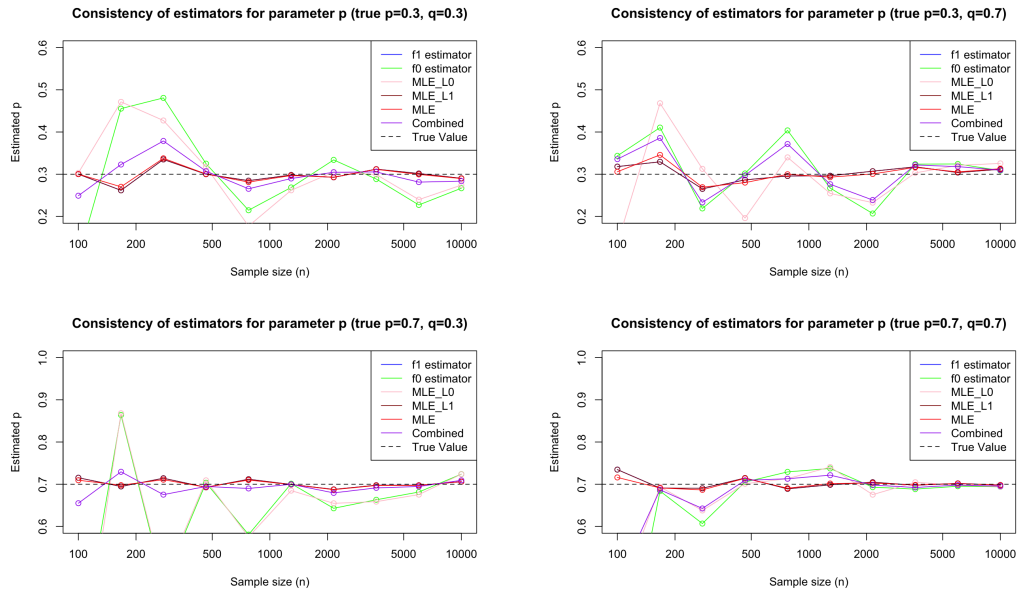 Consistency of estimators for parameter p (true p=0.3, q=0.3)
Estimated p
0.6
0.5
0.4
0.3
0.2
f1 estimator
f0 estimator
MLE_L0
MLE_L1
MLE
Combined
True Value
100 200 500 1000 2000 5000 10000
Sample size (n)
Consistency of estimators for parameter p (true p=0.3, q=0.7)
Estimated p
0.6
0.5
0.4
0.3
0.2
f1 estimator
f0 estimator
MLE_L0
MLE_L1
MLE
Combined
True Value
100 200 500 1000 2000 5000 10000
Sample size (n)
Consistency of estimators for parameter p (true p=0.7, q=0.3)
Estimated p
1.0
0.9
0.8
0.7
0.6
f1 estimator
f0 estimator
MLE_L0
MLE_L1
MLE
Combined
True Value
100 200 500 1000 2000 5000 10000
Sample size (n)
Consistency of estimators for parameter p (true p=0.7, q=0.7)
Estimated p
1.0
0.9
0.8
0.7
0.6
f1 estimator
f0 estimator
MLE_L0
MLE_L1
MLE
Combined
True Value
100 200 500 1000 2000 5000 10000
Sample size (n)